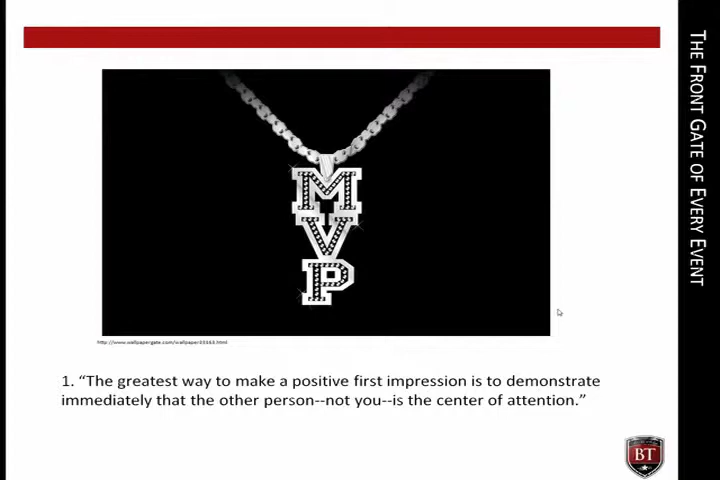 THE FRONT GATE OF EVERY EVENT
M
V
P
1. “The greatest way to make a positive first impression is to demonstrate
immediately that the other person--not you--is the center of attention.”
BT